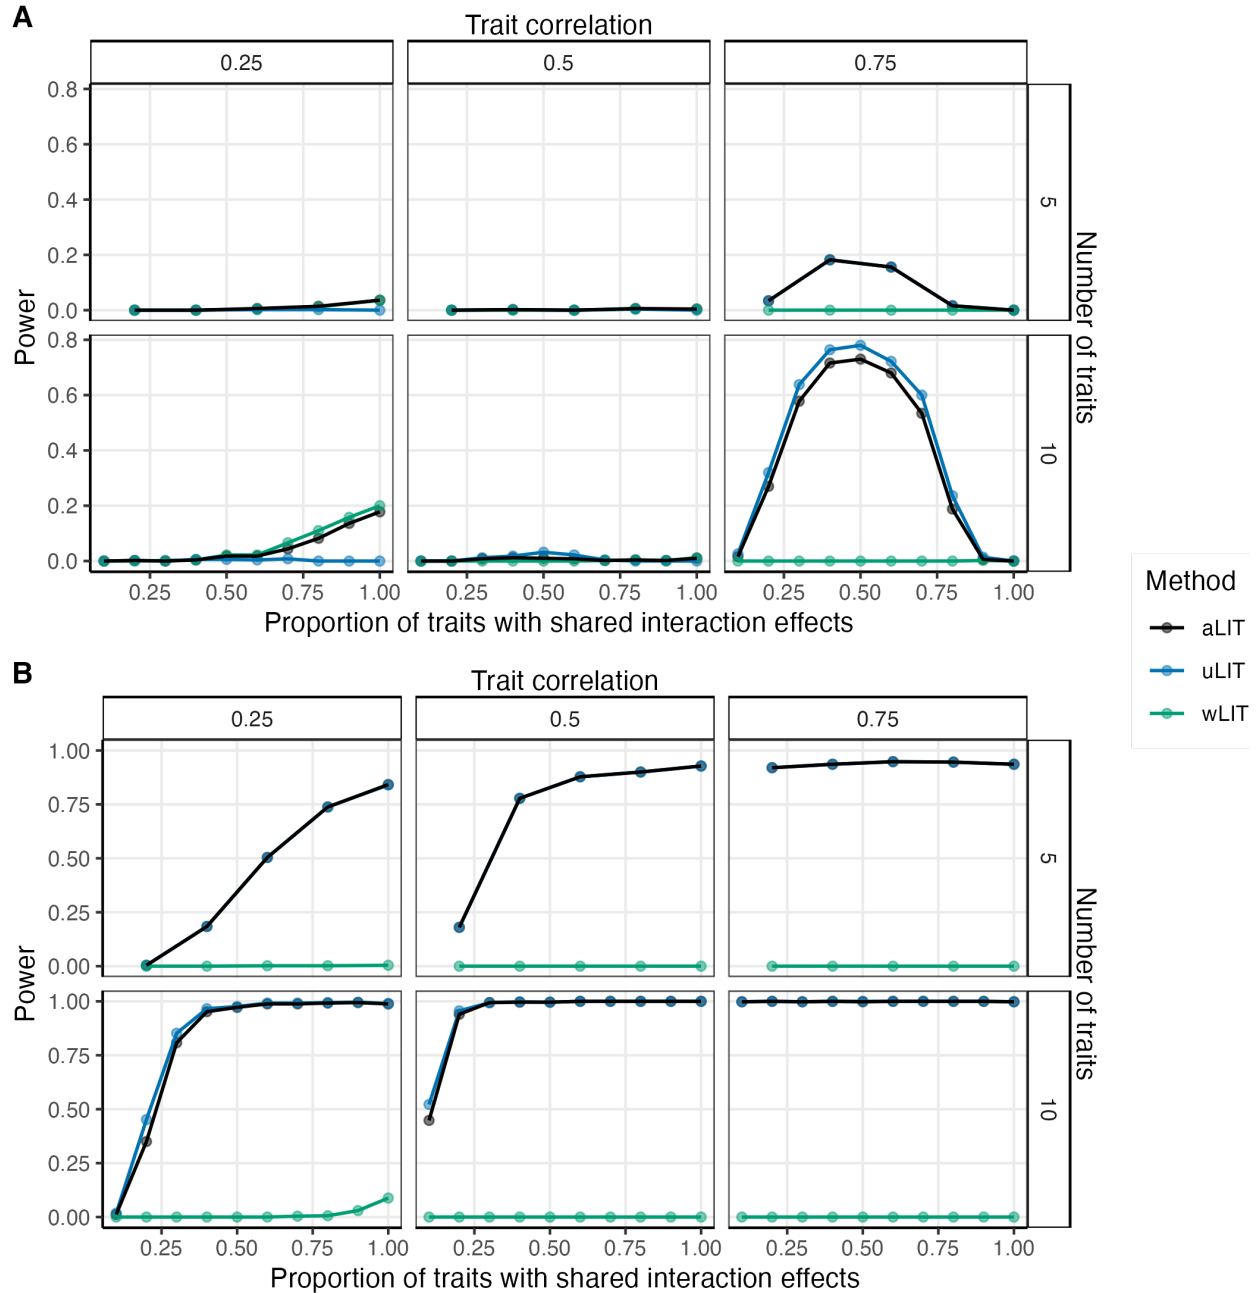 A
Trait correlation
0.25
0.5
0.75
0.8
0.6
0.4
0.2
0.0
5
0.8
0.6
0.4
0.2
0.0
10
Power
Number of traits
0.25 0.50 0.75 1.00
0.25 0.50 0.75 1.00
0.25 0.50 0.75 1.00
Proportion of traits with shared interaction effects
Method
aLIT
uLIT
wLIT
B
Trait correlation
0.25
0.5
0.75
1.00
0.75
0.50
0.25
0.00
5
1.00
0.75
0.50
0.25
0.00
10
Power
Number of traits
0.25 0.50 0.75 1.00
0.25 0.50 0.75 1.00
0.25 0.50 0.75 1.00
Proportion of traits with shared interaction effects